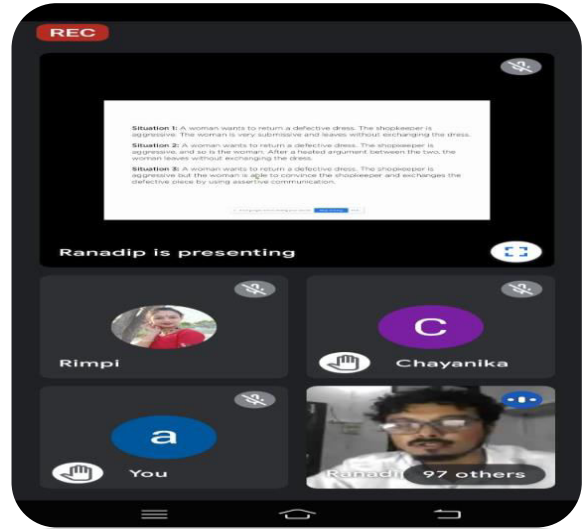 REC
Situation 1: A woman wants to return a defective dress. The shopkeeper is
aggressive. The woman is very submissive and leaves without exchanging the dress.
Situation 2: A woman wants to return a defective dress. The shopkeeper is
aggressive, and so is the woman. After a heated argument between the two, the
woman leaves without exchanging the dress.
Situation 3: A woman wants to return a defective dress. The shopkeeper is
aggressive but the woman is able to convince the shopkeeper and exchanges the
defective piece by using assertive communication.
Ranadip is presenting
Rimpi
C
Chayanika
a
You
Ranadi
97 others